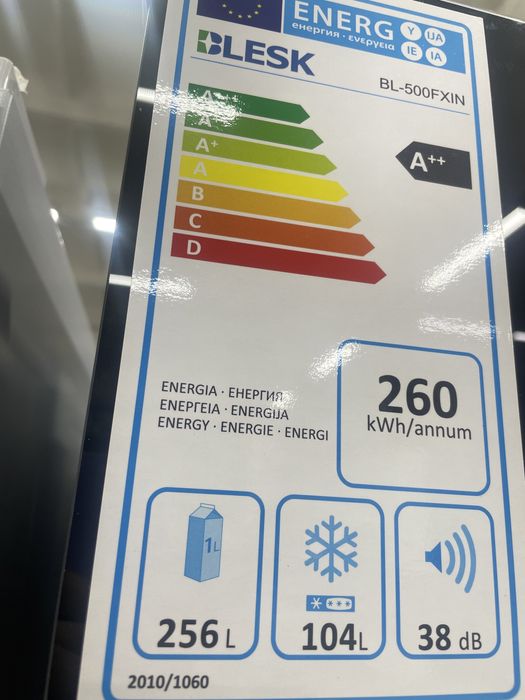 ENERG
енергия · ενεργεια
Y IJA
IE IA
BLESK
BL-500FXIN
A+++
A++
A+
A
B
C
D
A++
ENERGIA · ЕНЕРГИЯ
ΕΝΕΡΓΕΙΑ · ENERGIJA
ENERGY · ENERGIE · ENERGI
260
kWh/annum
1L
256 L
104L
38 dB
2010/1060